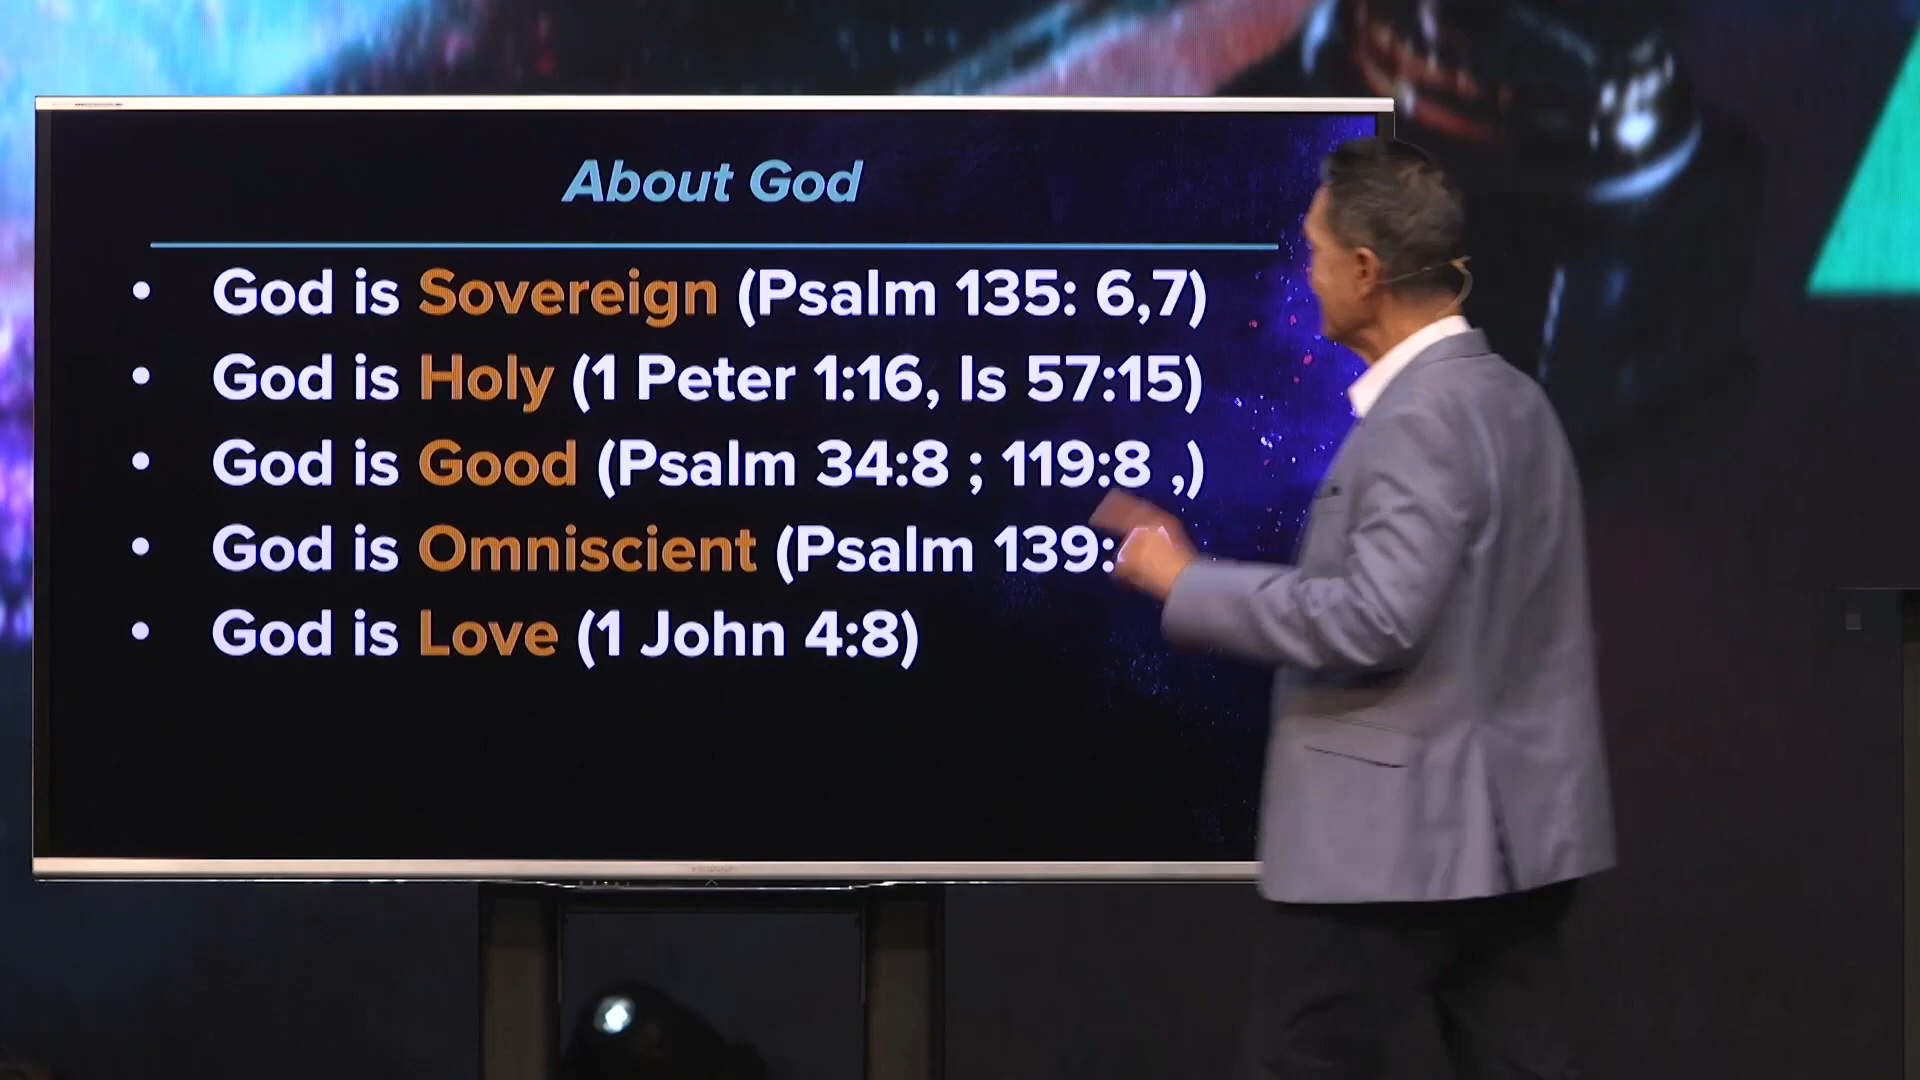 About God
• God is Sovereign (Psalm 135: 6,7)
• God is Holy (1 Peter 1:16, Is 57:15)
• God is Good (Psalm 34:8 ; 119:8 ,)
• God is Omniscient (Psalm 139:
• God is Love (1 John 4:8)